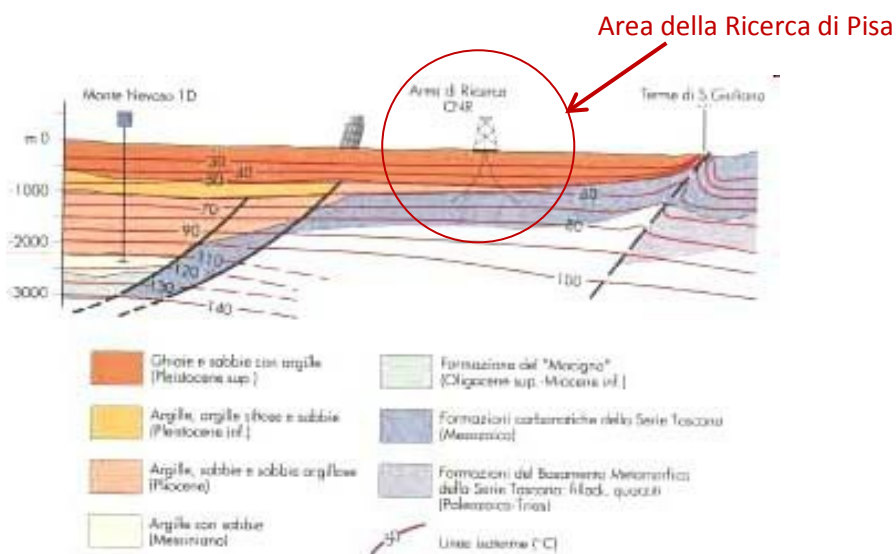 Area della Ricerca di Pisa
Monte Nevoso 1D
Area di Ricerca
CNR
Terme di S. Giuliano
m 0
30
40
50
-1000
60
70
80
90
-2000
110
100
120
130
-3000
140
Ghiaie e sabbie con argille
(Pleistocene sup.)
Argille, argille siltose e sabbie
(Pleistocene inf.)
Argille, sabbie e sabbie argillose
(Pliocene)
Argille con sabbie
(Messiniano)
Formazione del "Macigno"
(Oligocene sup.-Miocene inf.)
Formazioni carbonatiche della Serie Toscana
(Mesozoico)
Formazioni del Basamento Metamorfico
della Serie Toscana: filladi, quarziti
(Paleozoico-Trias)
Linee isoterme (°C)